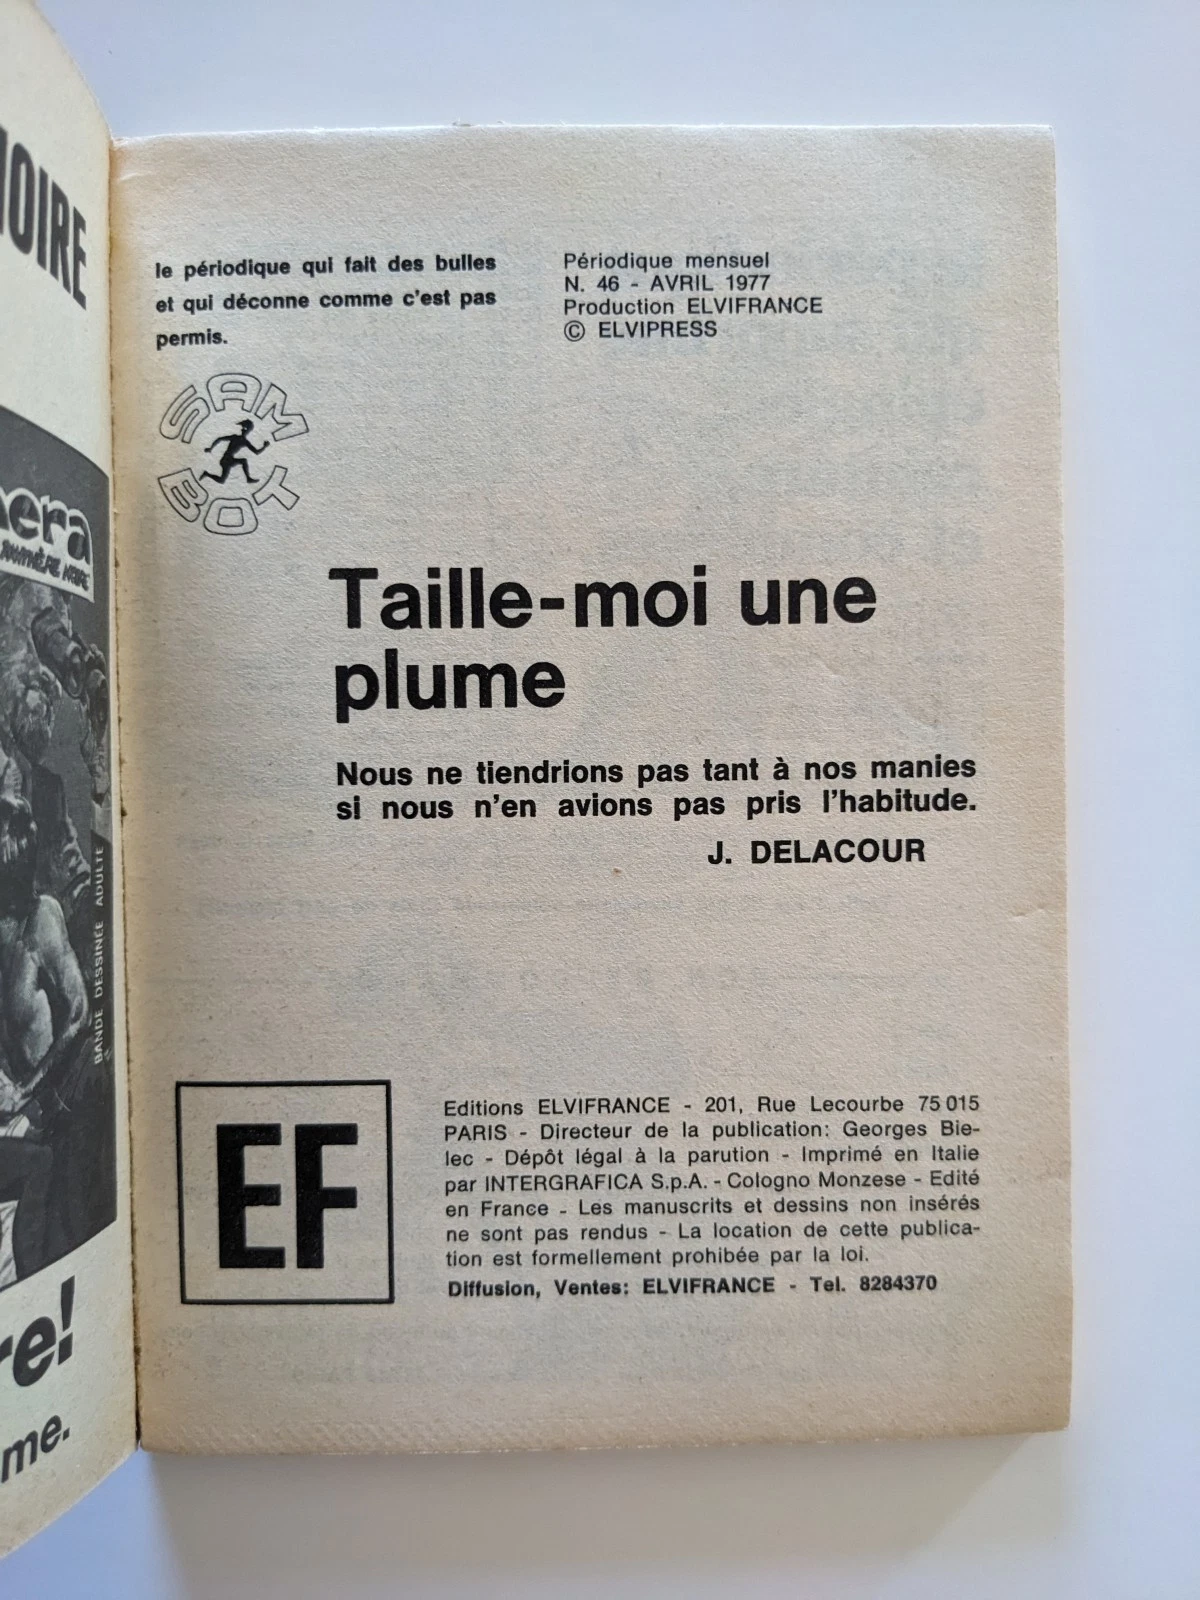 le périodique qui fait des bulles
et qui déconne comme c'est pas
permis.
Périodique mensuel
N. 46 - AVRIL 1977
Production ELVIFRANCE
© ELVIPRESS
SAM
BOT
Taille-moi une
plume
Nous ne tiendrions pas tant à nos manies
si nous n'en avions pas pris l'habitude.
J. DELACOUR
EF
Editions ELVIFRANCE - 201, Rue Lecourbe 75 015
PARIS - Directeur de la publication: Georges Bie-
lec - Dépôt légal à la parution - Imprimé en Italie
par INTERGRAFICA S.p.A. - Cologno Monzese - Edité
en France - Les manuscrits et dessins non insérés
ne sont pas rendus - La location de cette publica-
tion est formellement prohibée par la loi.
Diffusion, Ventes: ELVIFRANCE - Tel. 8284370
BANDE DESSINÉE ADULTE